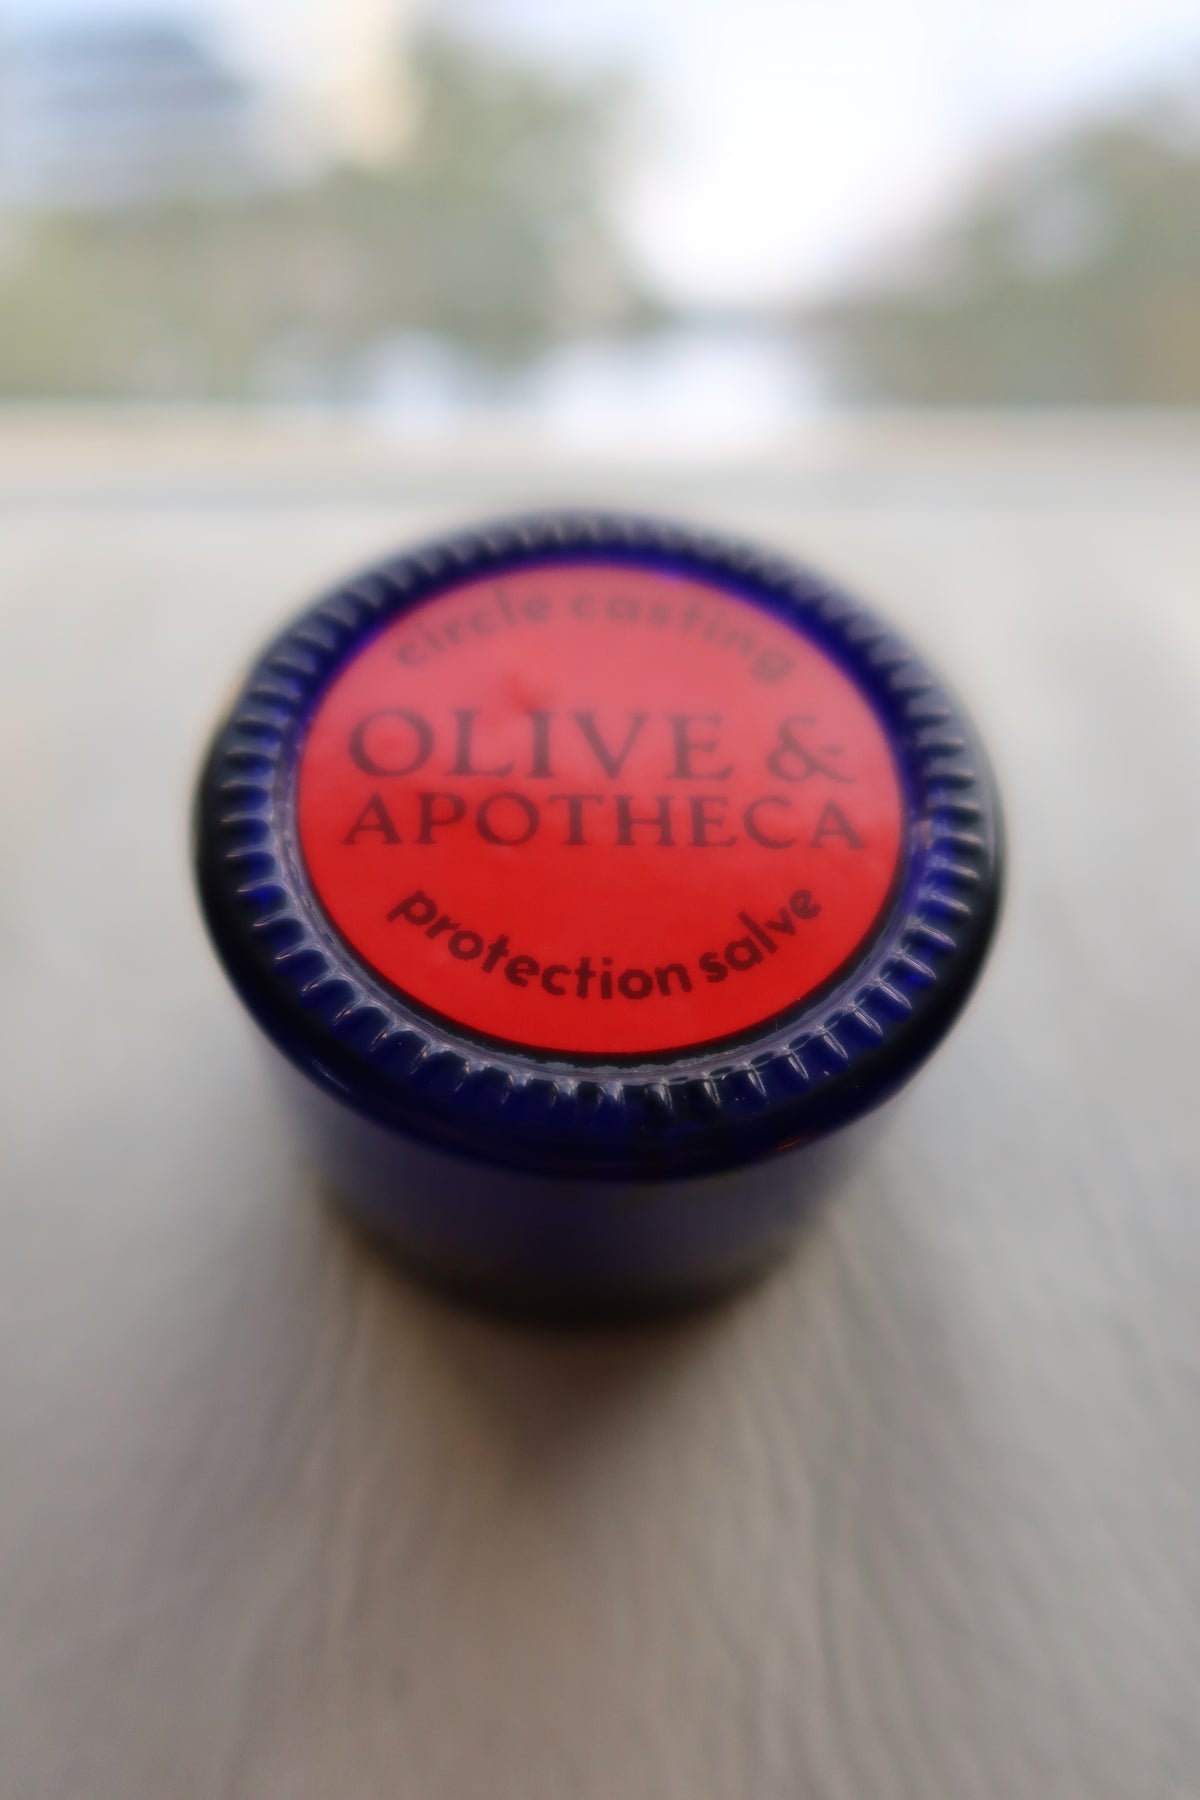 circle casting
OLIVE &
APOTHECA
protection salve